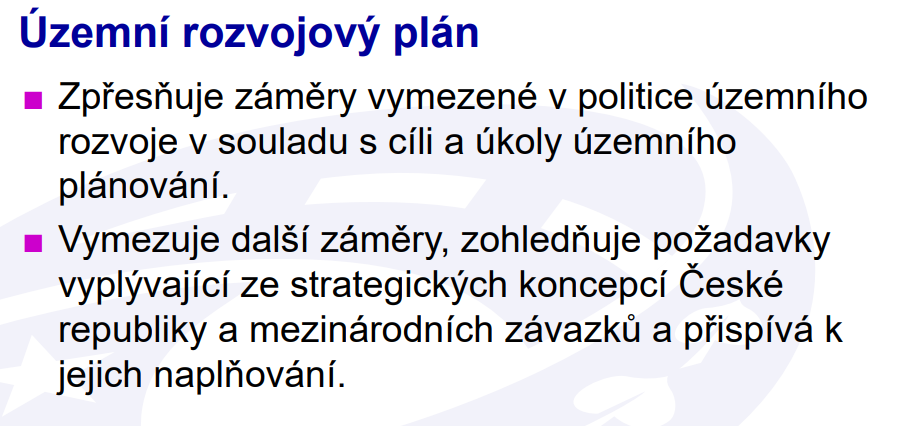 Územní rozvojový plán
■ Zpřesňuje záměry vymezené v politice územního
rozvoje v souladu s cíli a úkoly územního
plánování.
■ Vymezuje další záměry, zohledňuje požadavky
vyplývající ze strategických koncepcí České
republiky a mezinárodních závazků a přispívá k
jejich naplňování.